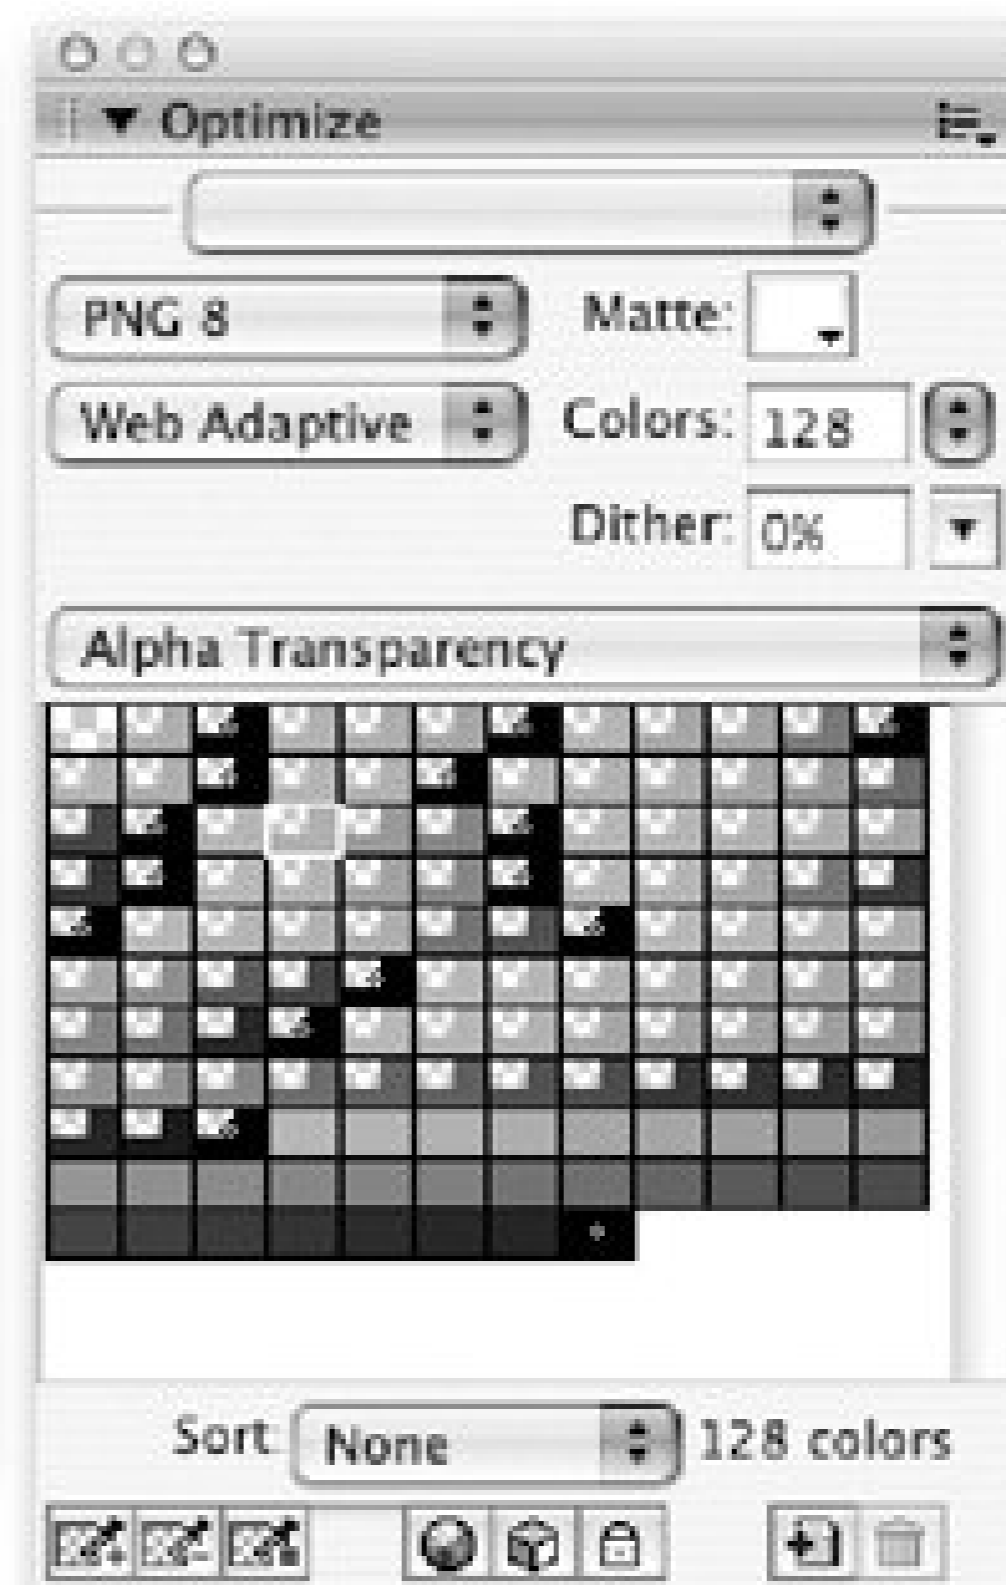 Optimize
PNG 8 Matte:
Web Adaptive Colors: 128
Dither: 0%
Alpha Transparency
Sort None 128 colors